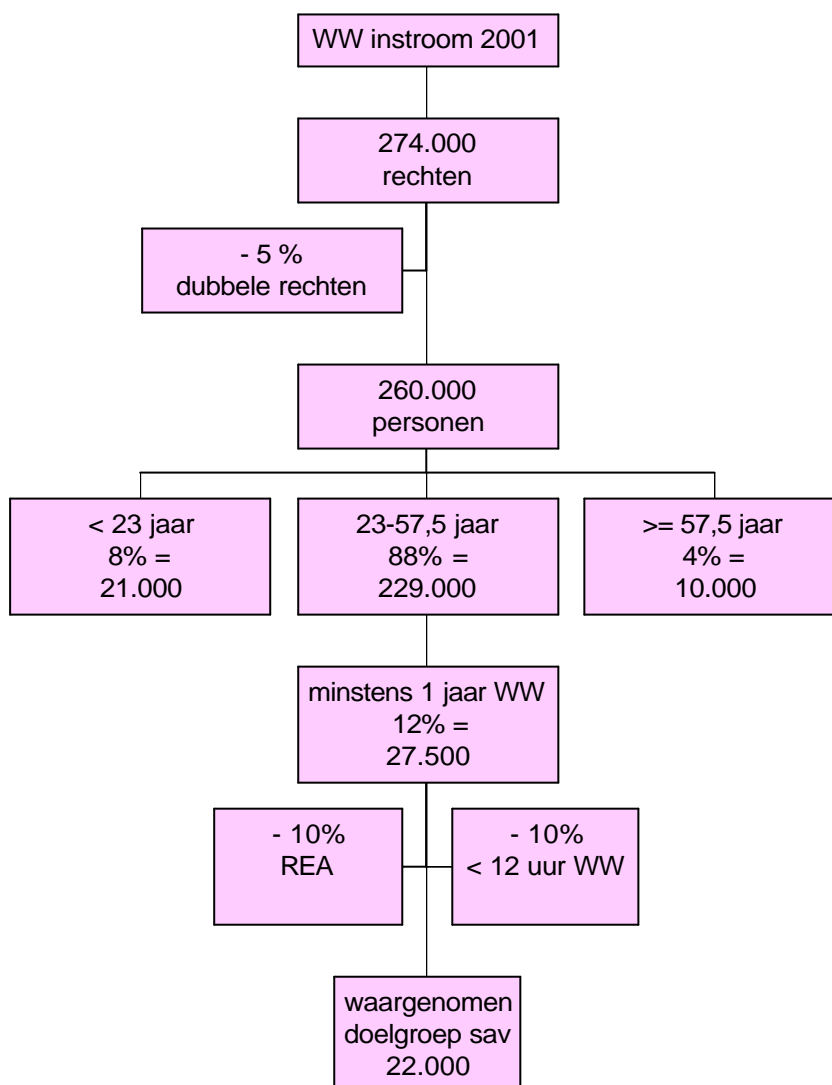 WW instroom 2001
274.000
rechten
- 5 %
dubbele rechten
260.000
personen
< 23 jaar
8% =
21.000
23-57,5 jaar
88% =
229.000
>= 57,5 jaar
4% =
10.000
minstens 1 jaar WW
12% =
27.500
- 10%
REA
- 10%
< 12 uur WW
waargenomen
doelgroep sav
22.000